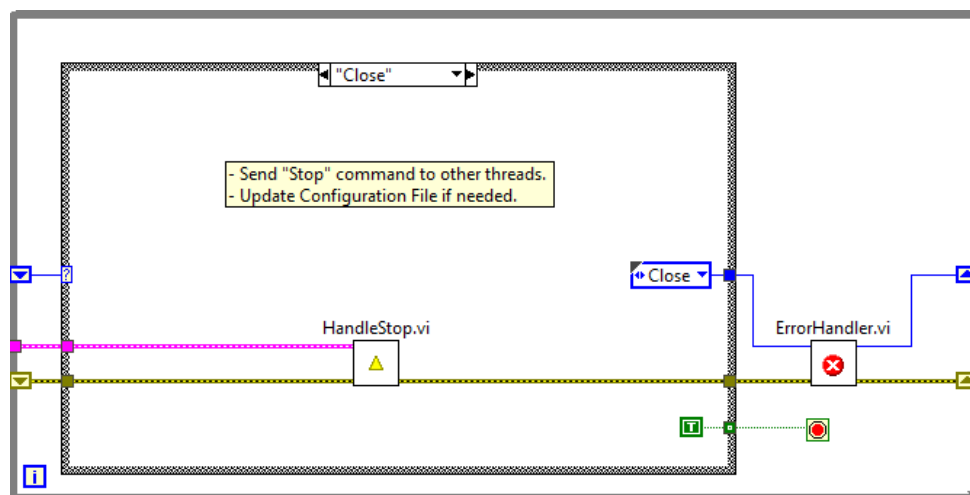 "Close"
- Send "Stop" command to other threads.
- Update Configuration File if needed.
?
Close
HandleStop.vi
ErrorHandler.vi
T
i